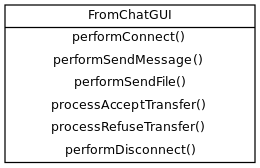 FromChatGUI
performConnect()
performSendMessage()
performSendFile()
processAcceptTransfer()
processRefuseTransfer()
performDisconnect()